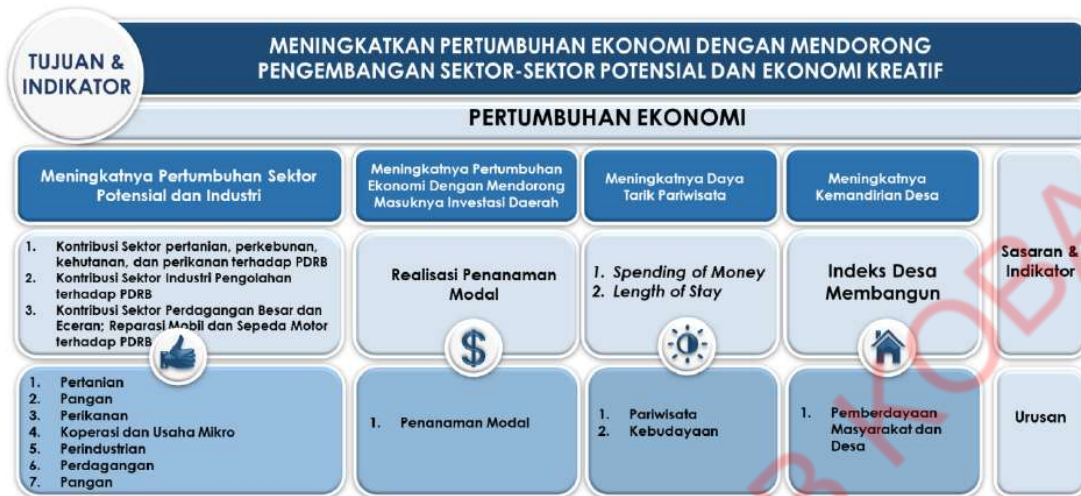 TUJUAN &
INDIKATOR
MENINGKATKAN PERTUMBUHAN EKONOMI DENGAN MENDORONG
PENGEMBANGAN SEKTOR-SEKTOR POTENSIAL DAN EKONOMI KREATIF
PERTUMBUHAN EKONOMI
Meningkatnya Pertumbuhan Sektor
Potensial dan Industri
Meningkatnya Pertumbuhan
Ekonomi Dengan Mendorong
Masuknya Investasi Daerah
Meningkatnya Daya
Tarik Pariwisata
Meningkatnya
Kemandirian Desa
Sasaran &
Indikator
1. Kontribusi Sektor pertanian, perkebunan,
kehutanan, dan perikanan terhadap PDRB
2. Kontribusi Sektor Industri Pengolahan
terhadap PDRB
3. Kontribusi Sektor Perdagangan Besar dan
Eceran; Reparasi Mobil dan Sepeda Motor
terhadap PDRB
Realisasi Penanaman
Modal
$
1. Spending of Money
2. Length of Stay
Indeks Desa
Membangun
1. Pertanian
2. Pangan
3. Perikanan
4. Koperasi dan Usaha Mikro
5. Perindustrian
6. Perdagangan
7. Pangan
1. Penanaman Modal
1. Pariwisata
2. Kebudayaan
1. Pemberdayaan
Masyarakat dan
Desa
Urusan